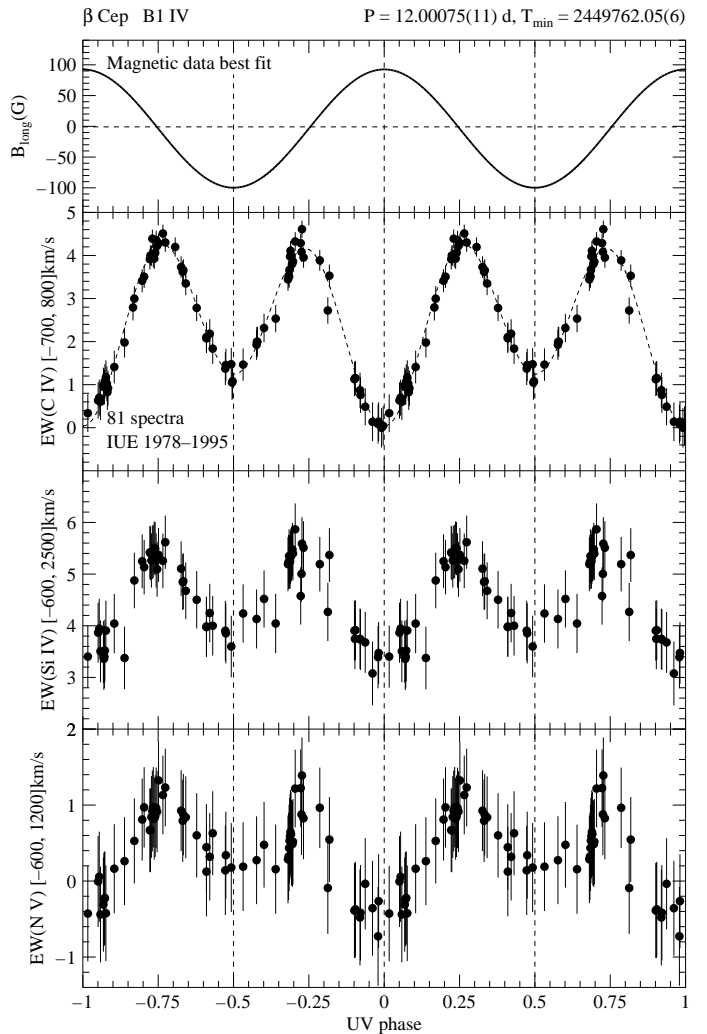 β Cep B1 IV P = 12.00075(11) d, Tmin = 2449762.05(6)
Magnetic data best fit
Blong(G)
100
50
0
−50
−100
EW(C IV) [−700, 800]km/s
5
4
3
2
1
0
81 spectra
IUE 1978−1995
EW(Si IV) [−600, 2500]km/s
6
5
4
3
2
EW(N V) [−600, 1200]km/s
1
0
−1
−1 −0.75 −0.5 −0.25 0 0.25 0.5 0.75 1
UV phase